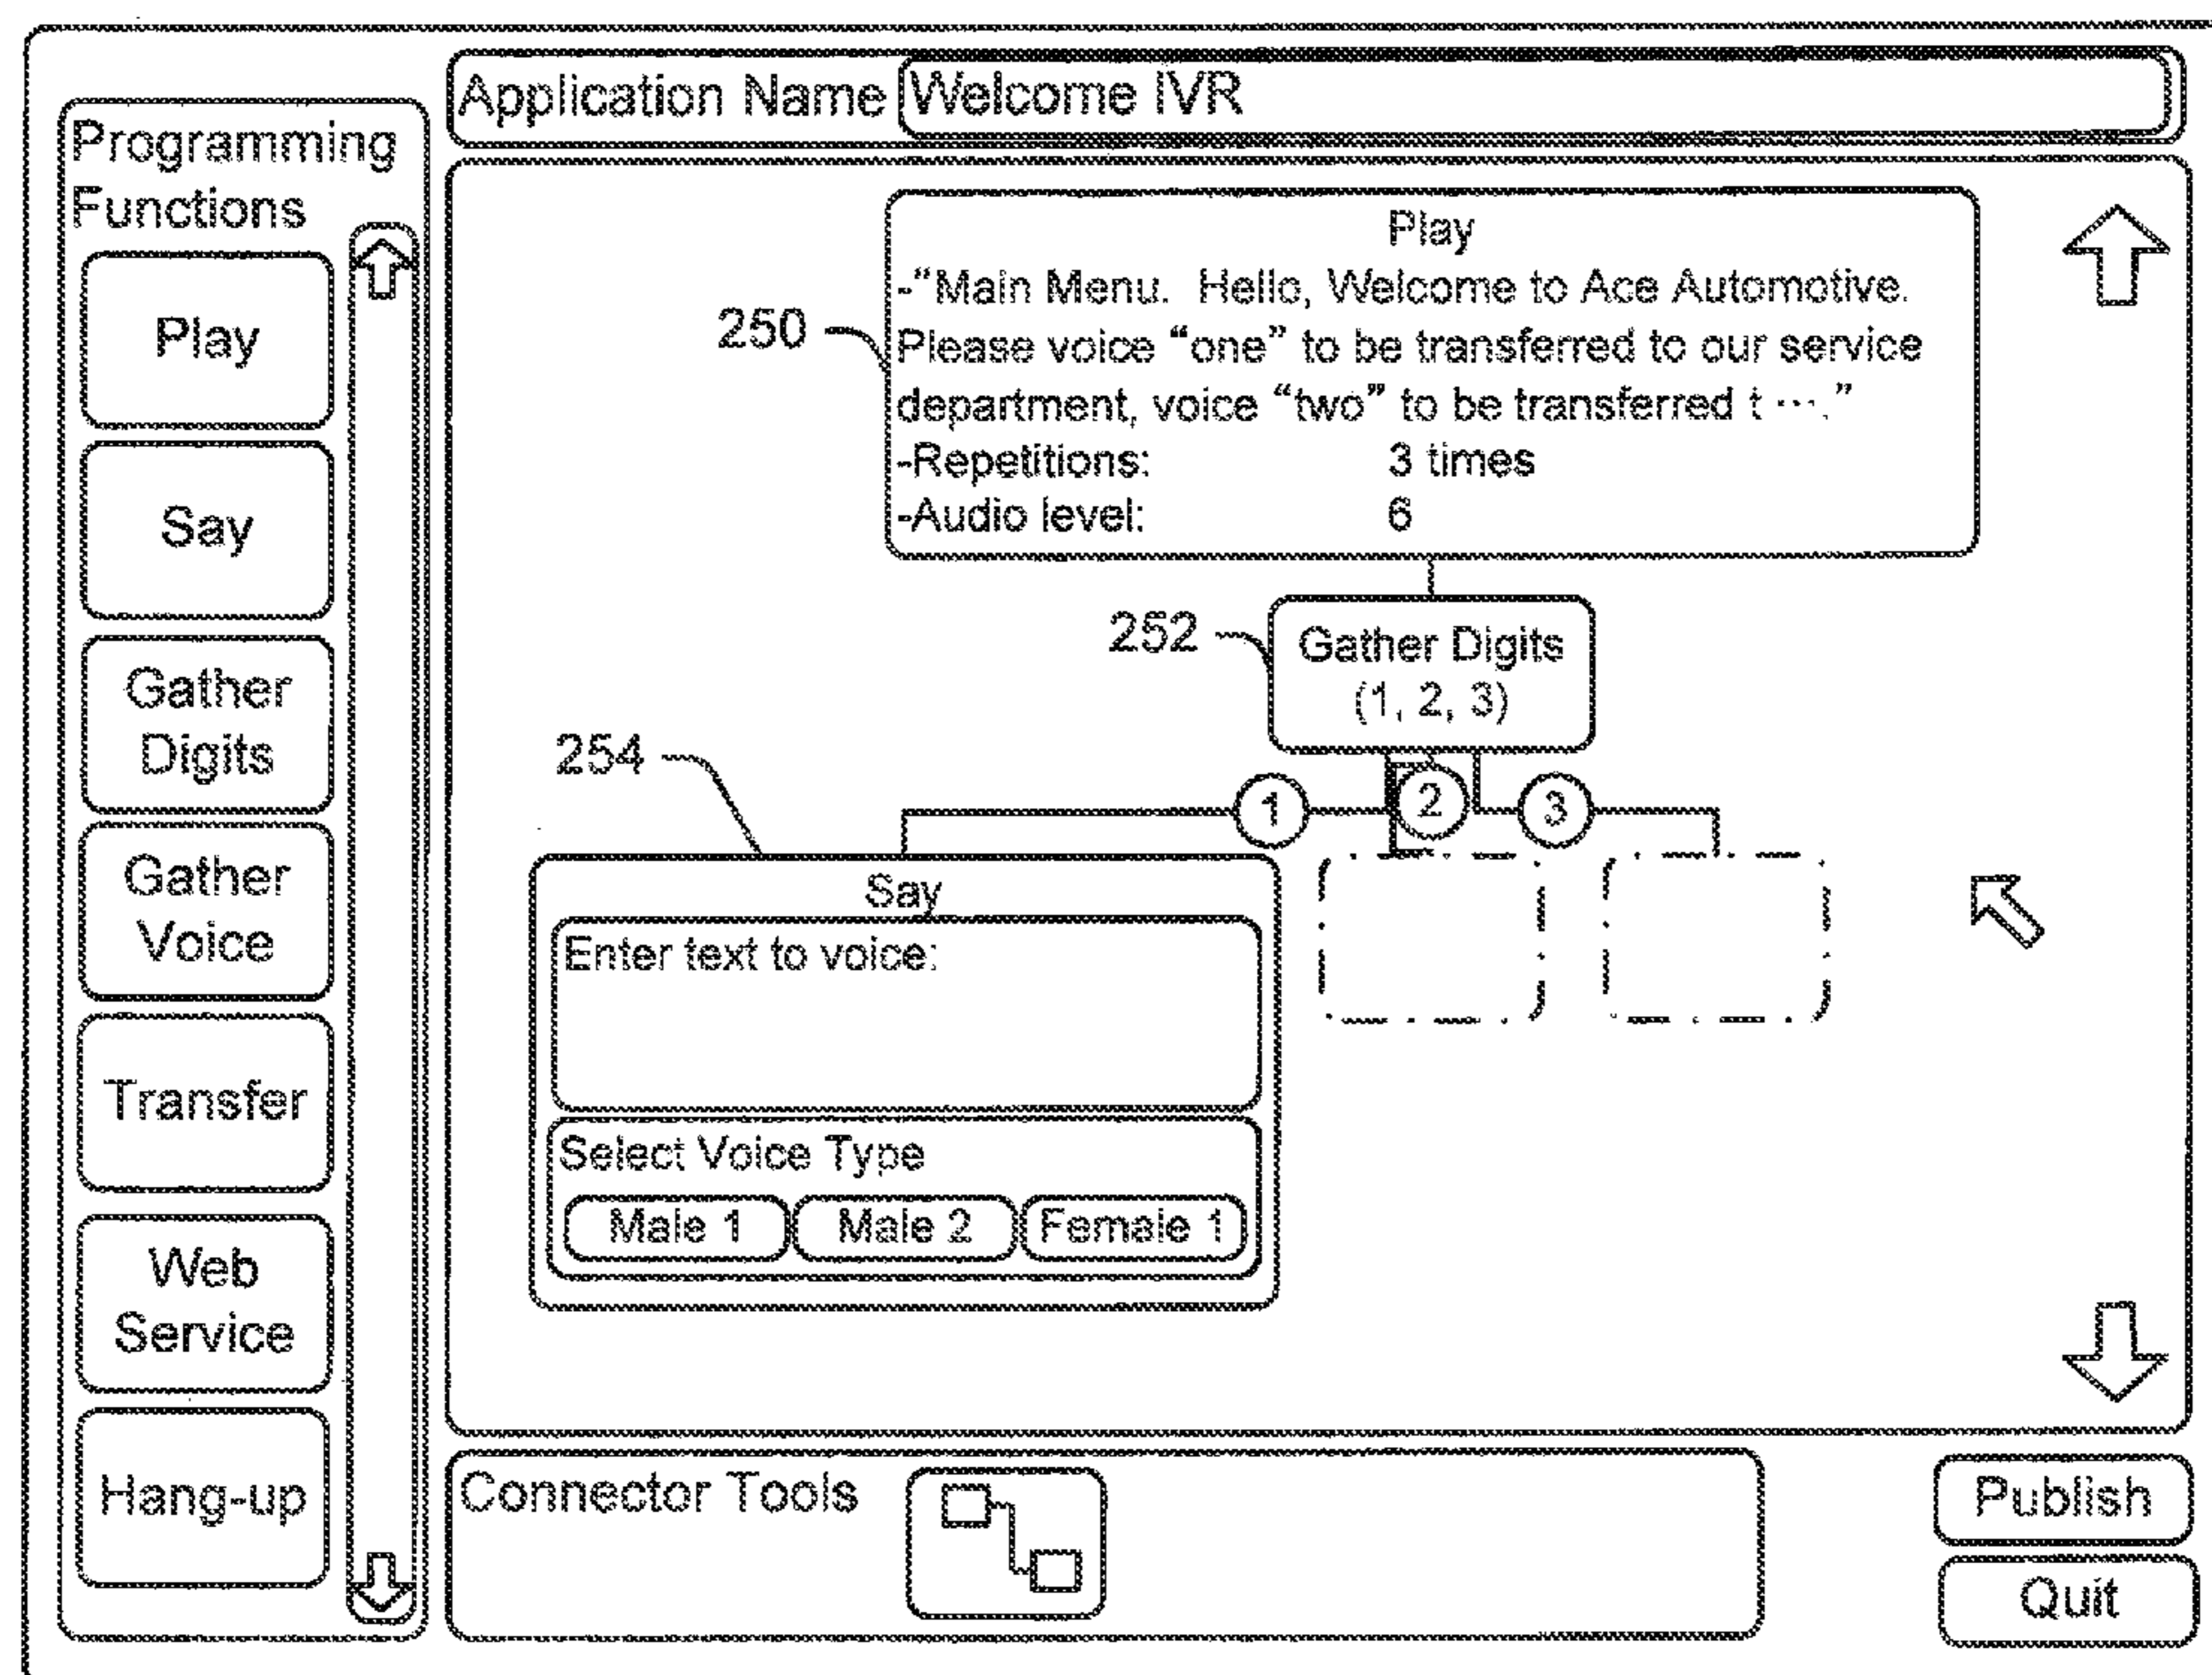 Application Name Welcome IVR
Programming
Functions
Play
Say
Gather
Digits
Gather
Voice
Transfer
Web
Service
Hang-up
Play
-"Main Menu. Hello, Welcome to Ace Automotive.
Please voice "one" to be transferred to our service
department, voice "two" to be transferred t ...."
-Repetitions: 3 times
-Audio level: 6
250
252
Gather Digits
(1, 2, 3)
254
1 2 3
Say
Enter text to voice:
Select Voice Type
Male 1 Male 2 Female 1
Connector Tools
Publish
Quit